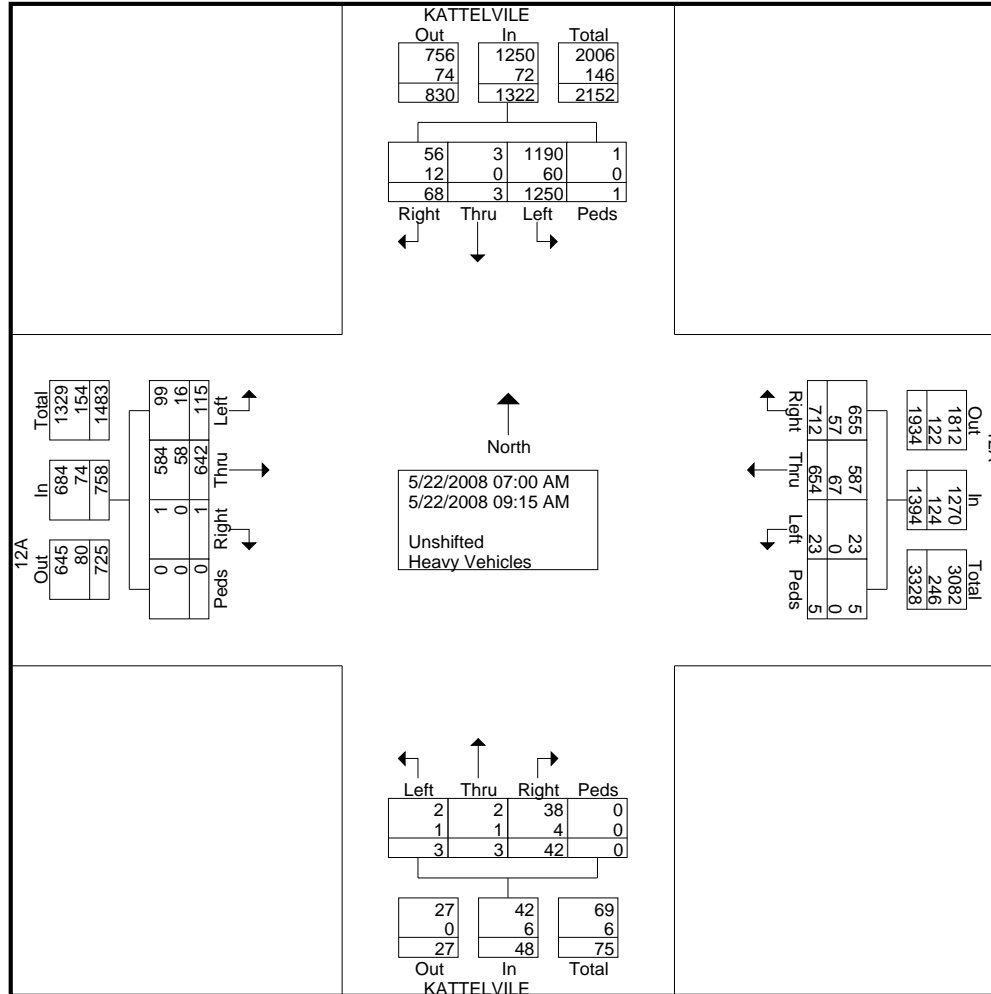 KATTELVILE
Out In Total
756 1250 2006
74 72 146
830 1322 2152
56 3 1190 1
12 0 60 0
68 3 1250 1
Right Thru Left Peds
Total
1329
154
1483
In
684
74
758
12A
Out
645
80
725
Left Thru Right Peds
115 642 1 0
16 58 0 0
99 584 1 0
North
5/22/2008 07:00 AM
5/22/2008 09:15 AM
Unshifted
Heavy Vehicles
Right Thru Left Peds
655 587 23 5
57 67 0 0
712 654 23 5
Out In Total
1812 1270 3082
122 124 246
1934 1394 3328
Left Thru Right Peds
2 2 38 0
1 1 4 0
3 3 42 0
27 42 69
0 6 6
27 48 75
Out In Total
KATTELVILE